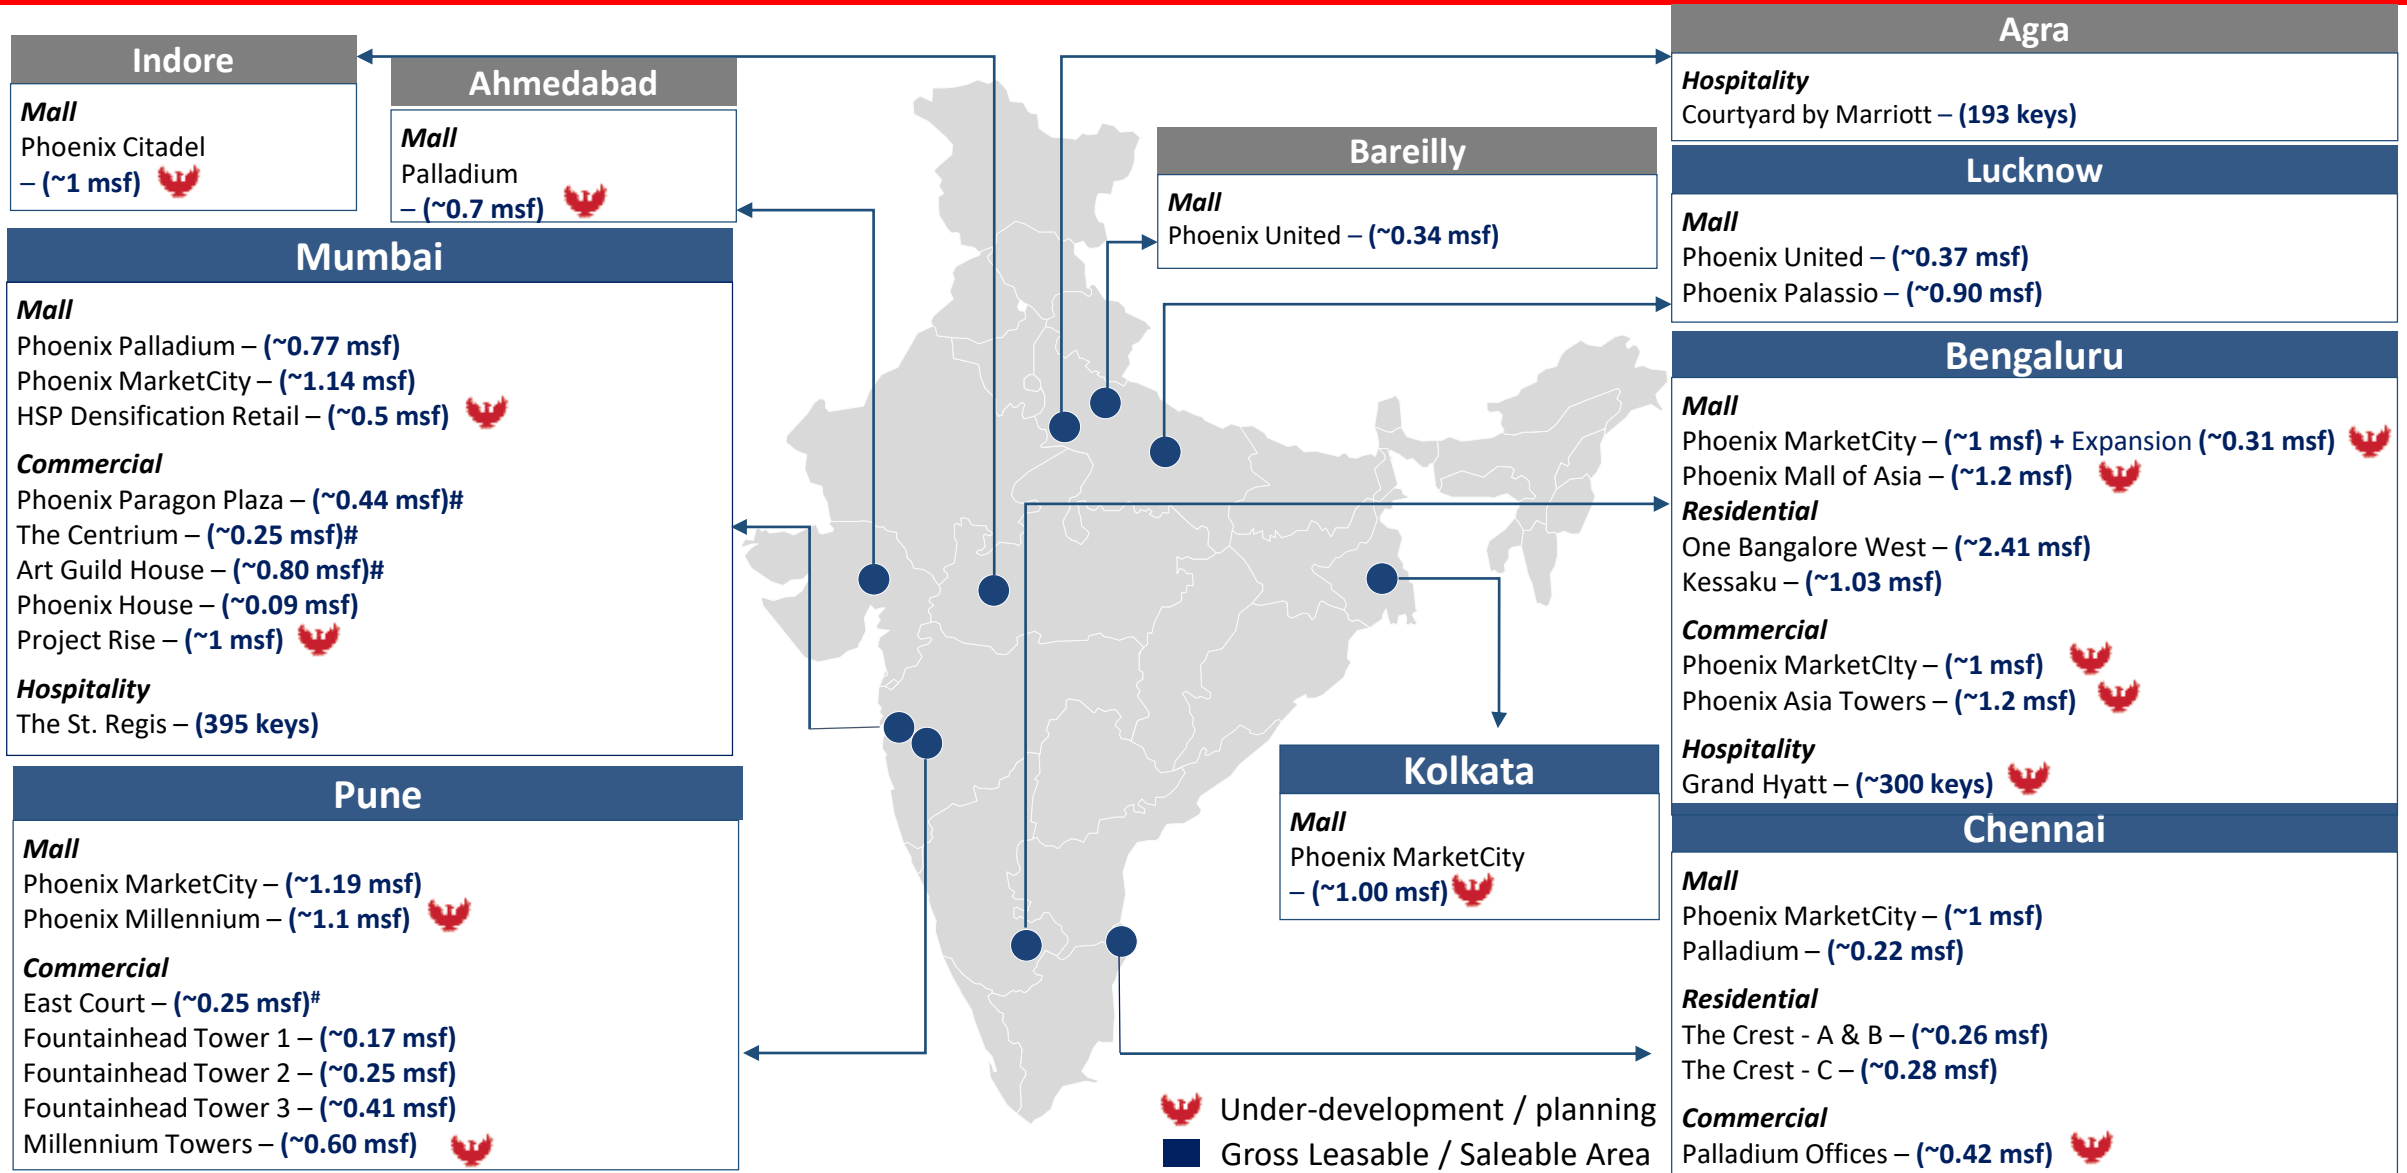 Indore
Mall
Phoenix Citadel
– (~1 msf)
Ahmedabad
Mall
Palladium
– (~0.7 msf)
Mumbai
Mall
Phoenix Palladium – (~0.77 msf)
Phoenix MarketCity – (~1.14 msf)
HSP Densification Retail – (~0.5 msf)
Commercial
Phoenix Paragon Plaza – (~0.44 msf)#
The Centrium – (~0.25 msf)#
Art Guild House – (~0.80 msf)#
Phoenix House – (~0.09 msf)
Project Rise – (~1 msf)
Hospitality
The St. Regis – (395 keys)
Pune
Mall
Phoenix MarketCity – (~1.19 msf)
Phoenix Millennium – (~1.1 msf)
Commercial
East Court – (~0.25 msf)#
Fountainhead Tower 1 – (~0.17 msf)
Fountainhead Tower 2 – (~0.25 msf)
Fountainhead Tower 3 – (~0.41 msf)
Millennium Towers – (~0.60 msf)
Bareilly
Mall
Phoenix United – (~0.34 msf)
Kolkata
Mall
Phoenix MarketCity
– (~1.00 msf)
Under-development / planning
Gross Leasable / Saleable Area
Agra
Hospitality
Courtyard by Marriott – (193 keys)
Lucknow
Mall
Phoenix United – (~0.37 msf)
Phoenix Palassio – (~0.90 msf)
Bengaluru
Mall
Phoenix MarketCity – (~1 msf) + Expansion (~0.31 msf)
Phoenix Mall of Asia – (~1.2 msf)
Residential
One Bangalore West – (~2.41 msf)
Kessaku – (~1.03 msf)
Commercial
Phoenix MarketCIty – (~1 msf)
Phoenix Asia Towers – (~1.2 msf)
Hospitality
Grand Hyatt – (~300 keys)
Chennai
Mall
Phoenix MarketCity – (~1 msf)
Palladium – (~0.22 msf)
Residential
The Crest - A & B – (~0.26 msf)
The Crest - C – (~0.28 msf)
Commercial
Palladium Offices – (~0.42 msf)